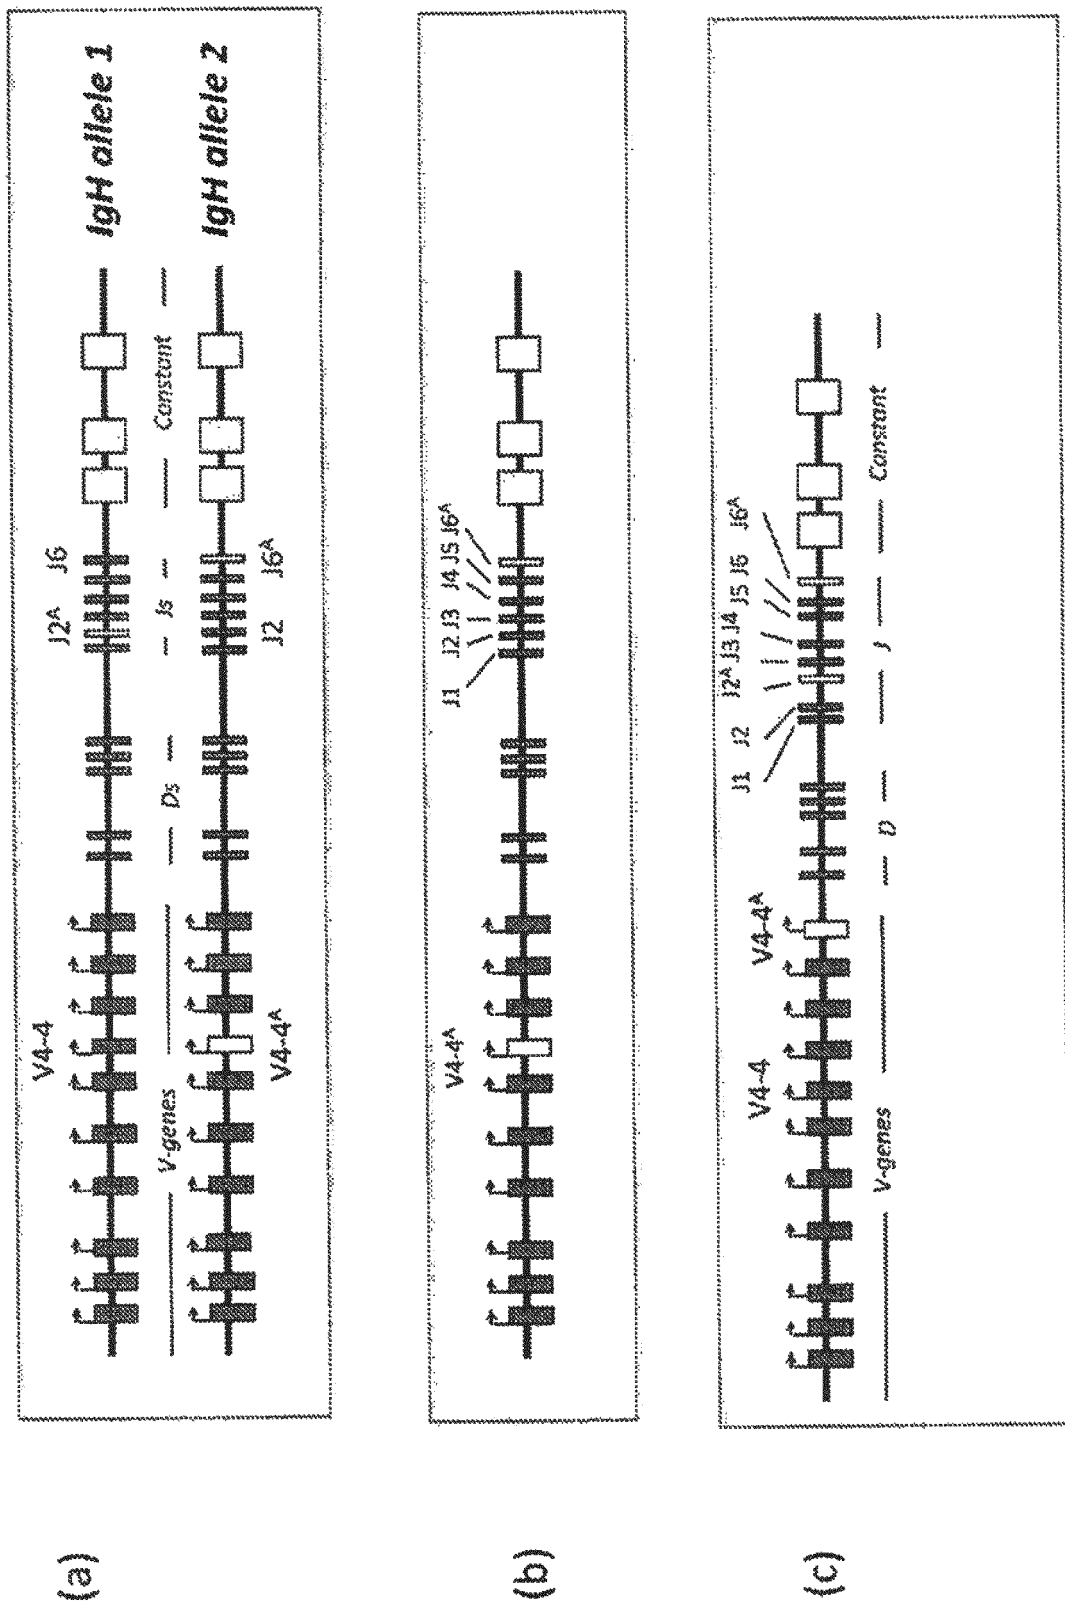 (a)
V4-4 J2ᴬ J6
IgH allele 1
V-genes Ds Js Constant
IgH allele 2
V4-4ᴬ J2 J6ᴬ
(b)
V4-4ᴬ J1 J2 J3 J4 J5 J6ᴬ
(c)
V4-4 V4-4ᴬ J1 J2 J2ᴬ J3 J4 J5 J6 J6ᴬ
V-genes D J Constant